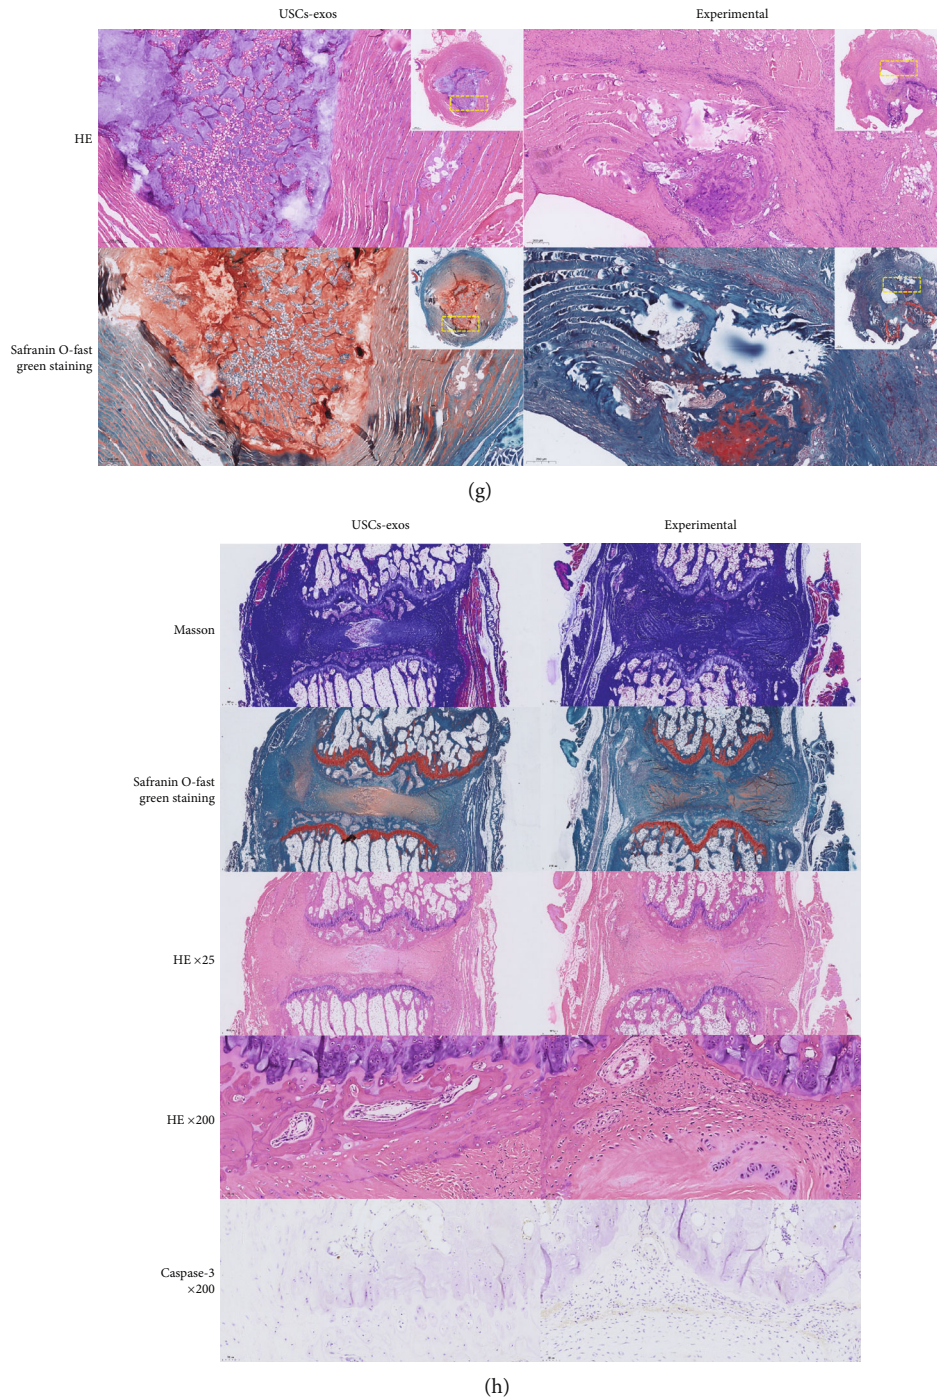 USCs-exos
Experimental
HE
Safranin O-fast
green staining
(g)
USCs-exos
Experimental
Masson
Safranin O-fast
green staining
HE ×25
HE ×200
Caspase-3
×200
(h)